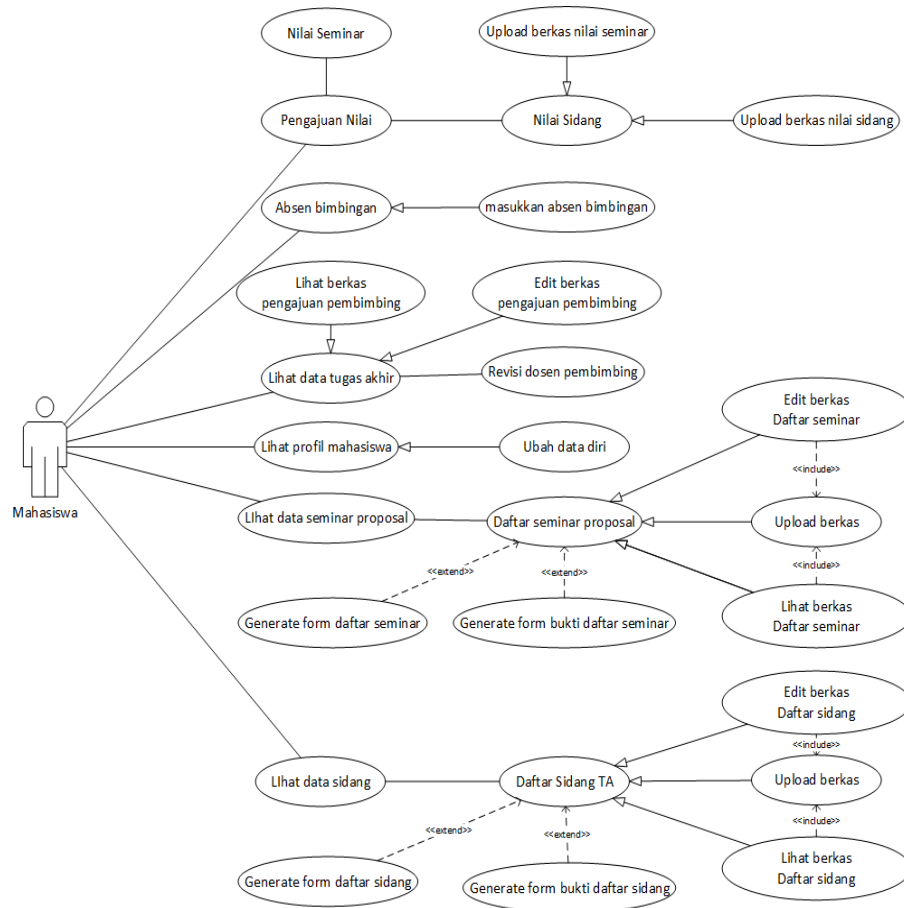 Nilai Seminar
Upload berkas nilai seminar
Pengajuan Nilai
Nilai Sidang
Upload berkas nilai sidang
Absen bimbingan
masukkan absen bimbingan
Lihat berkas
pengajuan pembimbing
Edit berkas
pengajuan pembimbing
Lihat data tugas akhir
Revisi dosen pembimbing
Edit berkas
Daftar seminar
Lihat profil mahasiswa
Ubah data diri
<<include>>
Mahasiswa
LIhat data seminar proposal
Daftar seminar proposal
Upload berkas
<<extend>>
<<extend>>
<<include>>
Generate form daftar seminar
Generate form bukti daftar seminar
Lihat berkas
Daftar seminar
Edit berkas
Daftar sidang
<<include>>
LIhat data sidang
Daftar Sidang TA
Upload berkas
<<extend>>
<<extend>>
<<include>>
Generate form daftar sidang
Generate form bukti daftar sidang
Lihat berkas
Daftar sidang